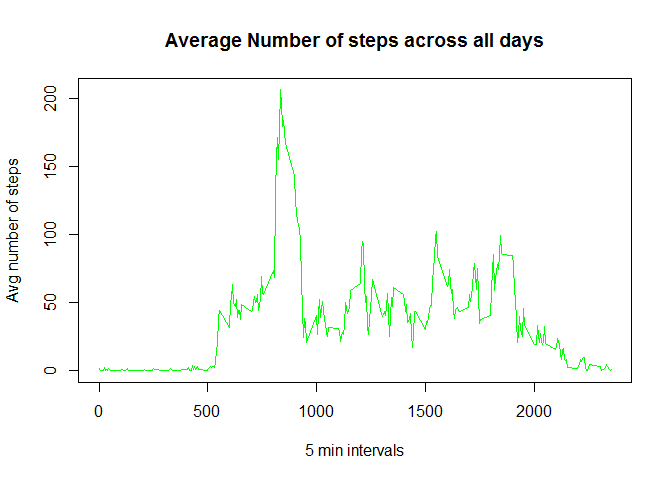 Average Number of steps across all days
200
150
100
50
0
Avg number of steps
0 500 1000 1500 2000
5 min intervals